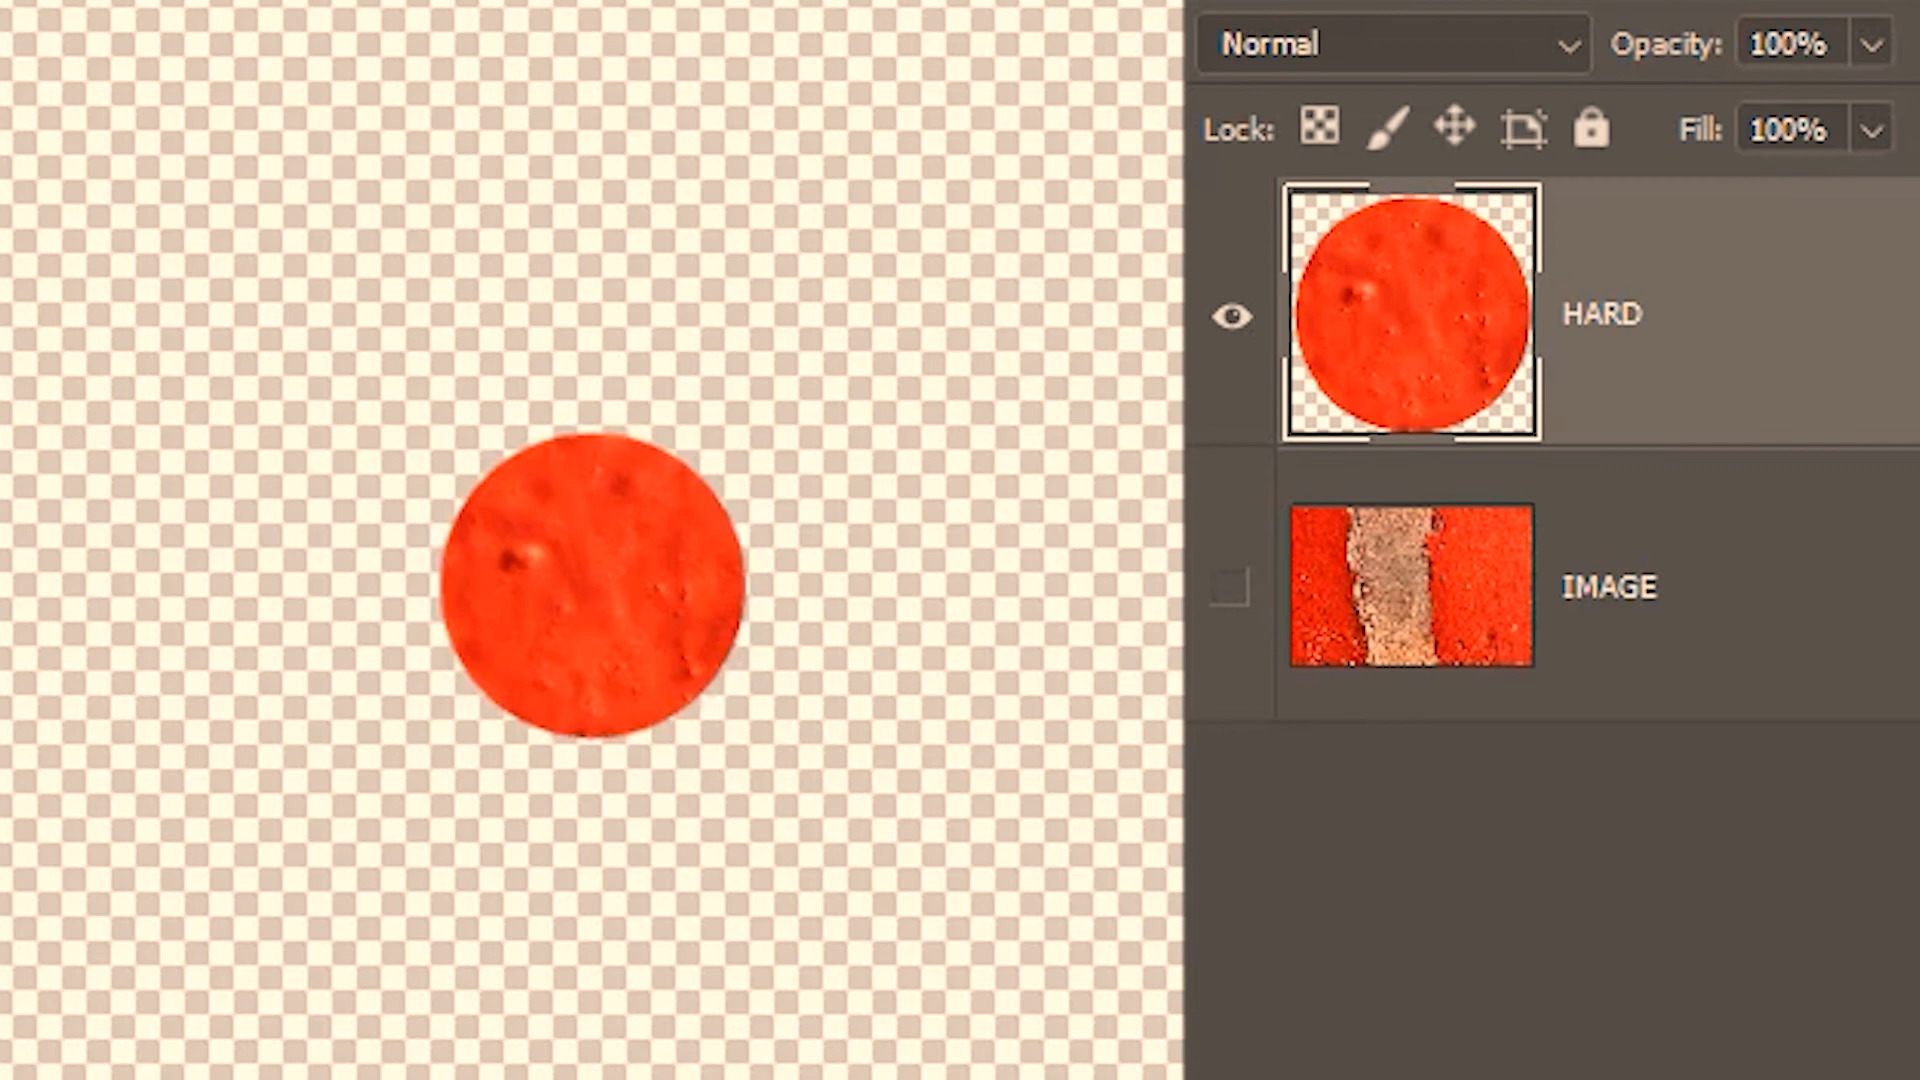 Normal
Opacity: 100%
Lock:
Fill: 100%
HARD
IMAGE